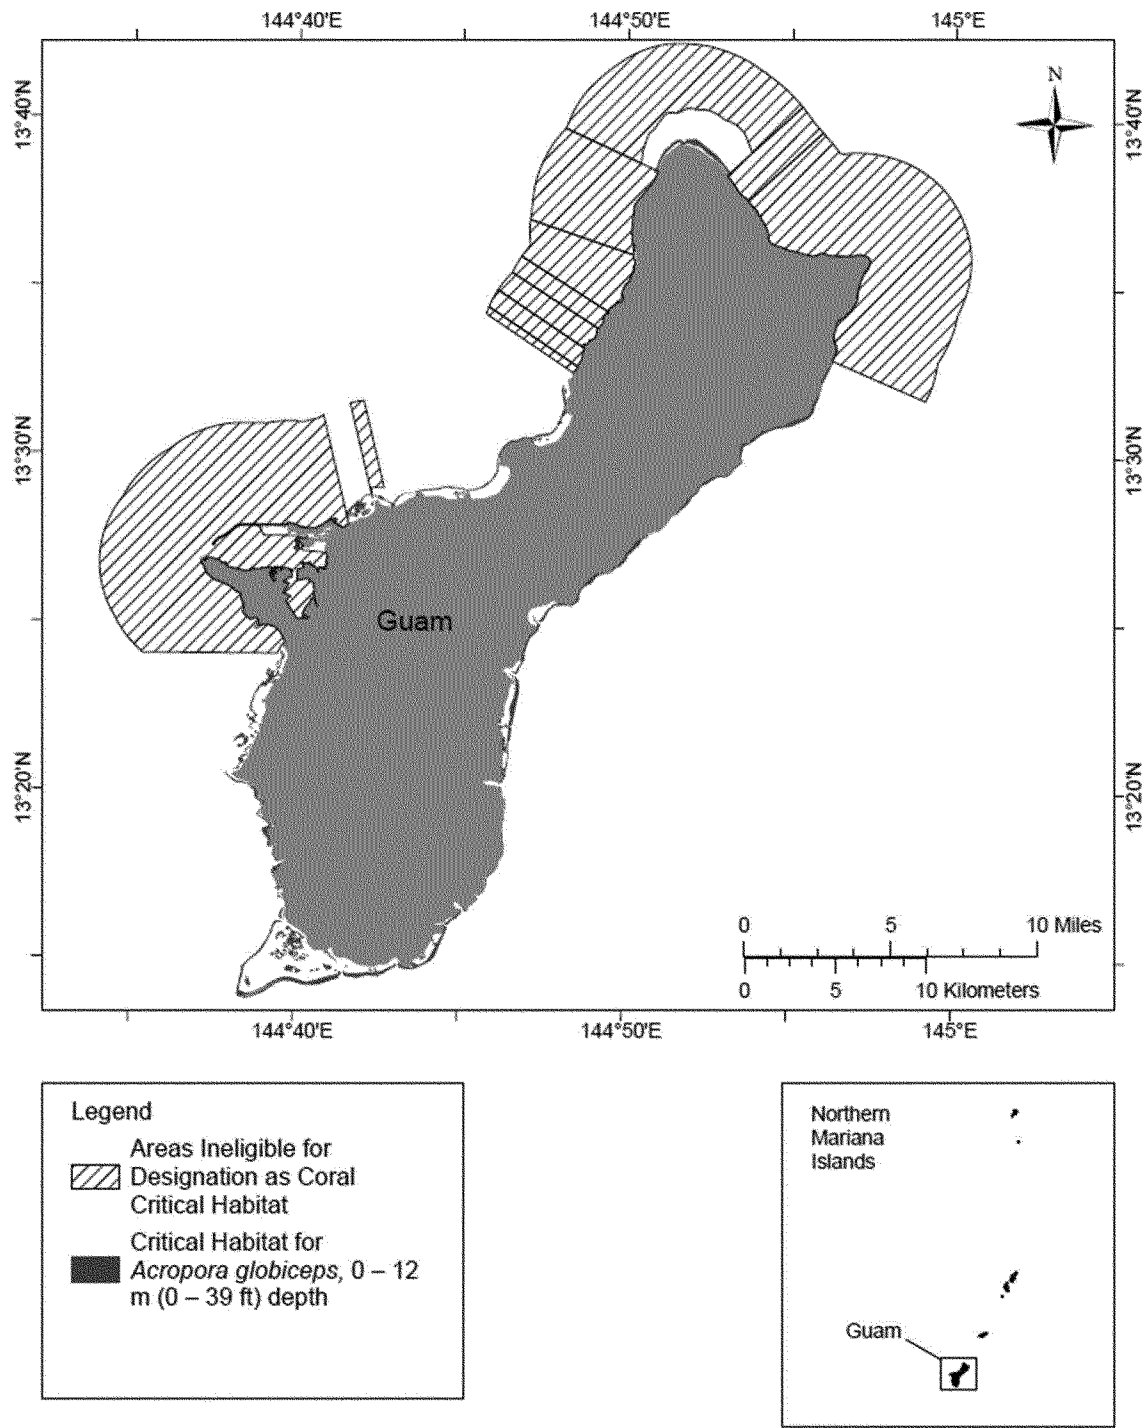 144°40'E
144°50'E
145°E
N
13°40'N
13°40'N
13°30'N
13°30'N
Guam
13°20'N
13°20'N
0 5 10 Miles
0 5 10 Kilometers
144°40'E
144°50'E
145°E
Legend
Areas Ineligible for
Designation as Coral
Critical Habitat
Critical Habitat for
Acropora globiceps, 0 – 12
m (0 – 39 ft) depth
Northern
Mariana
Islands
Guam